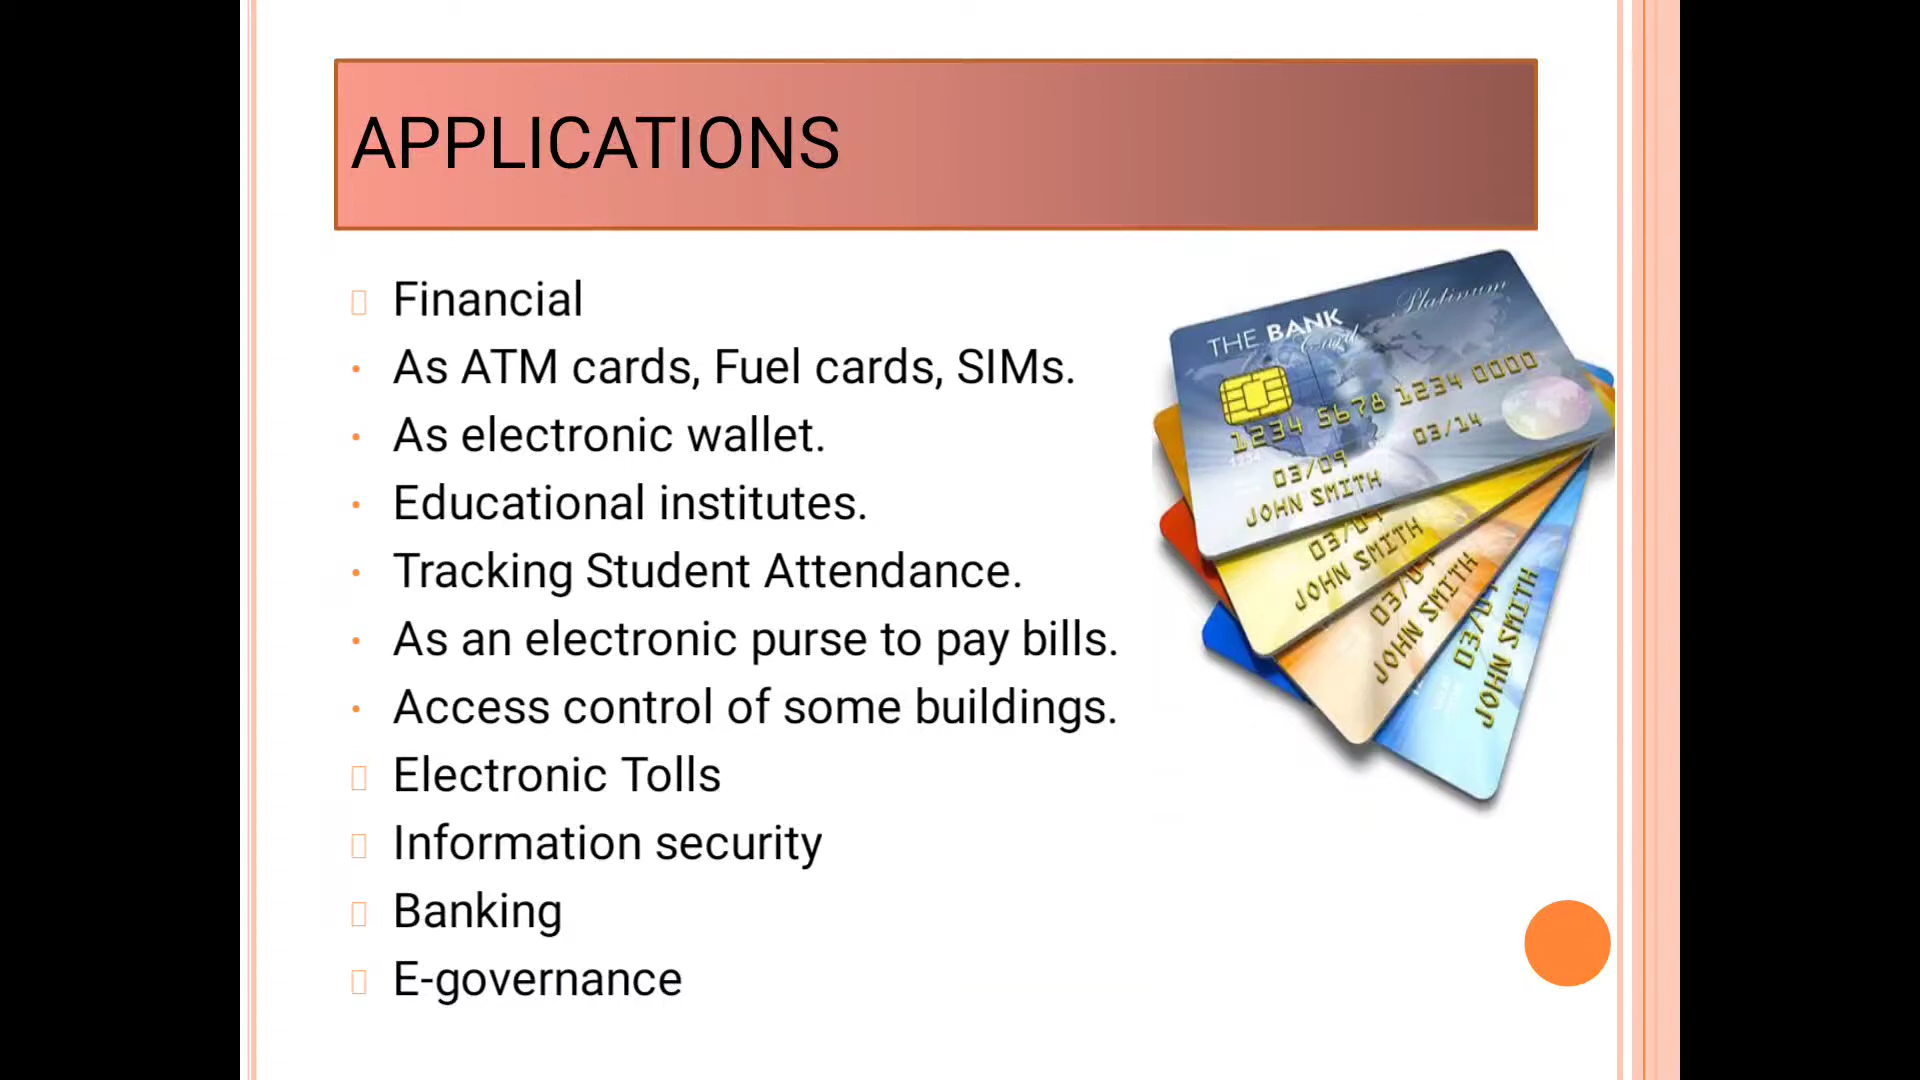 APPLICATIONS
Financial
As ATM cards, Fuel cards, SIMs.
As electronic wallet.
Educational institutes.
Tracking Student Attendance.
As an electronic purse to pay bills.
Access control of some buildings.
Electronic Tolls
Information security
Banking
E-governance
THE BANK
Card Platinum
1234 5678 1234 0000
03/09 03/14
JOHN SMITH
JOHN SMITH
JOHN SMITH
JOHN SMITH